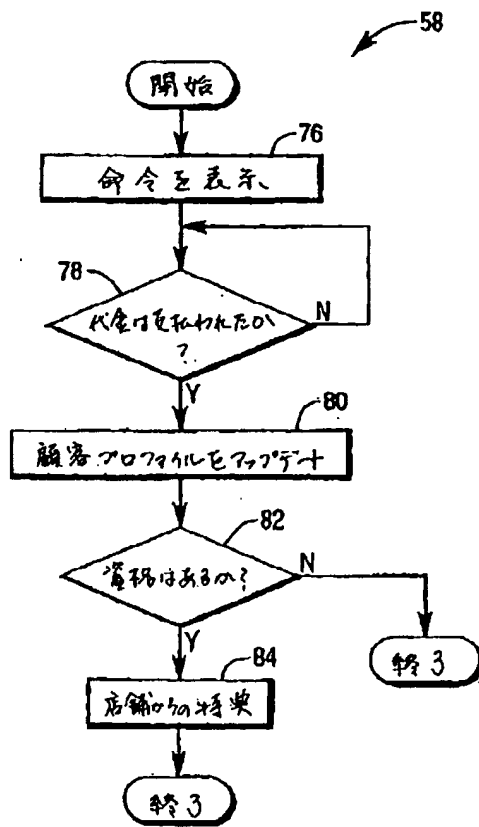 58
開始
76
命令を表示
78
代金は支払われたか
?
N
Y
80
顧客プロファイルをアップデート
82
資格はあるか?
N
Y
終了
84
店舗からの特奨
終了